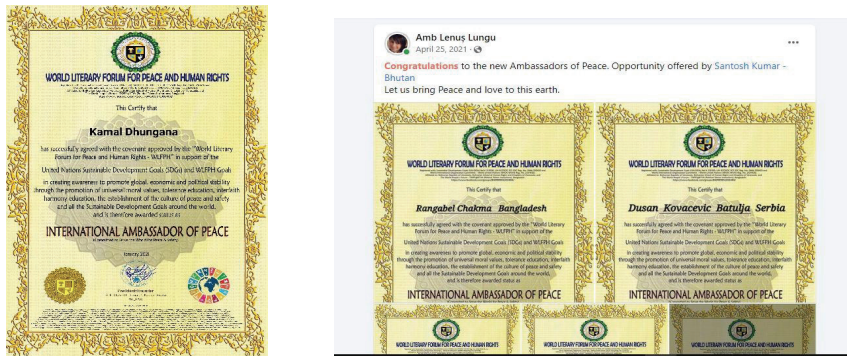 WORLD LITERARY FORUM FOR PEACE AND HUMAN RIGHTS
This Certify that
Kamal Dhungana
has successfully agreed with the covenant approved by the "World Literary
Forum for Peace and Human Rights - WLFPH" in support of the
United Nations Sustainable Development Goals (SDGs) and WLFPH Goals
in creating awareness to promote global, economic and political stability
through the promotion of universal moral values, tolerance education, interfaith
harmony education, the establishment of the culture of peace and safety
and all the Sustainable Development Goals around the world,
and is therefore awarded status as
INTERNATIONAL AMBASSADOR OF PEACE
Amb Lenuș Lungu
April 25, 2021 ·
Congratulations to the new Ambassadors of Peace. Opportunity offered by Santosh Kumar -
Bhutan
Let us bring Peace and love to this earth.
WORLD LITERARY FORUM FOR PEACE AND HUMAN RIGHTS
This Certify that
Rangabel Chakma Bangladesh
has successfully agreed with the covenant approved by the "World Literary
Forum for Peace and Human Rights - WLFPH" in support of the
United Nations Sustainable Development Goals (SDGs) and WLFPH Goals
in creating awareness to promote global, economic and political stability
through the promotion of universal moral values, tolerance education, interfaith
harmony education, the establishment of the culture of peace and safety
and all the Sustainable Development Goals around the world,
and is therefore awarded status as
INTERNATIONAL AMBASSADOR OF PEACE
WORLD LITERARY FORUM FOR PEACE AND HUMAN RIGHTS
This Certify that
Dusan Kovacevic Batulja Serbia
has successfully agreed with the covenant approved by the "World Literary
Forum for Peace and Human Rights - WLFPH" in support of the
United Nations Sustainable Development Goals (SDGs) and WLFPH Goals
in creating awareness to promote global, economic and political stability
through the promotion of universal moral values, tolerance education, interfaith
harmony education, the establishment of the culture of peace and safety
and all the Sustainable Development Goals around the world,
and is therefore awarded status as
INTERNATIONAL AMBASSADOR OF PEACE
WORLD LITERARY FORUM FOR PEACE AND HUMAN RIGHTS
WORLD LITERARY FORUM FOR PEACE AND HUMAN RIGHTS
WORLD LITERARY FORUM FOR PEACE AND HUMAN RIGHTS